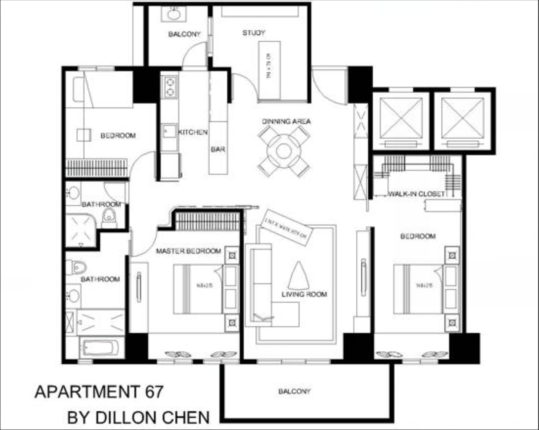 BALCONY
STUDY
DINNING AREA
BEDROOM
KITCHEN
BAR
WALK-IN CLOSET
BATHROOM
BEDROOM
MASTER BEDROOM
BATHROOM
LIVING ROOM
BALCONY
APARTMENT 67
BY DILLON CHEN